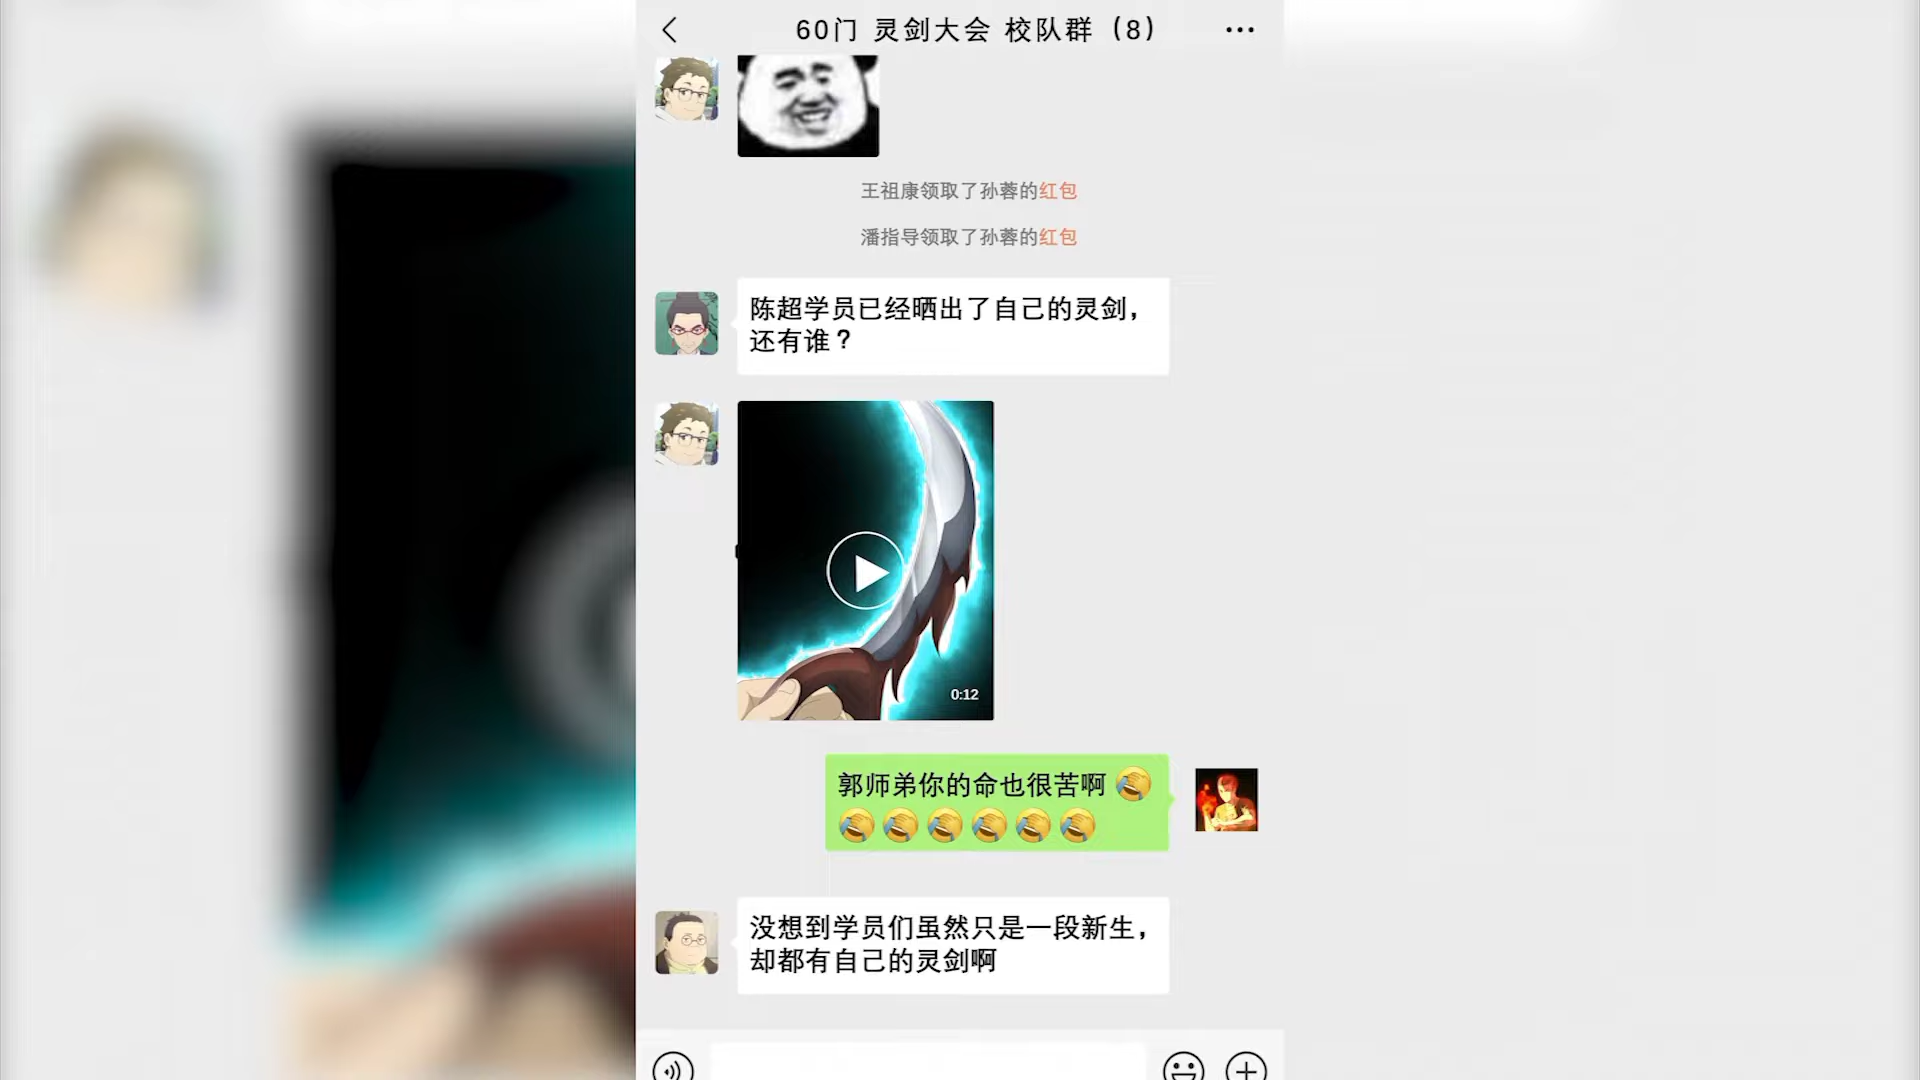 60门 灵剑大会 校队群（8）
王祖康领取了孙蓉的红包
潘指导领取了孙蓉的红包
陈超学员已经晒出了自己的灵剑，
还有谁？
0:12
郭师弟你的命也很苦啊
没想到学员们虽然只是一段新生，
却都有自己的灵剑啊